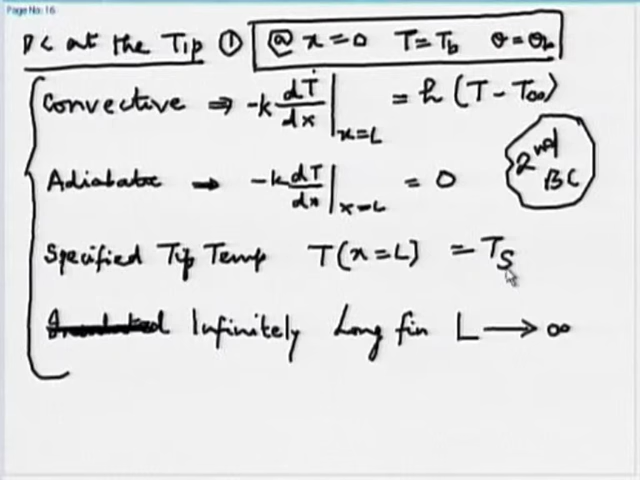 Page No: 16
BC at the Tip ① @ x=0 T=Tb θ=θb
Convective ⇒ -k dT/dx |x=L = h (T - T∞)
2nd BC
Adiabatic → -k dT/dx |x=L = 0
Specified Tip Temp T(x=L) = Ts
Infinitely Long fin L → ∞